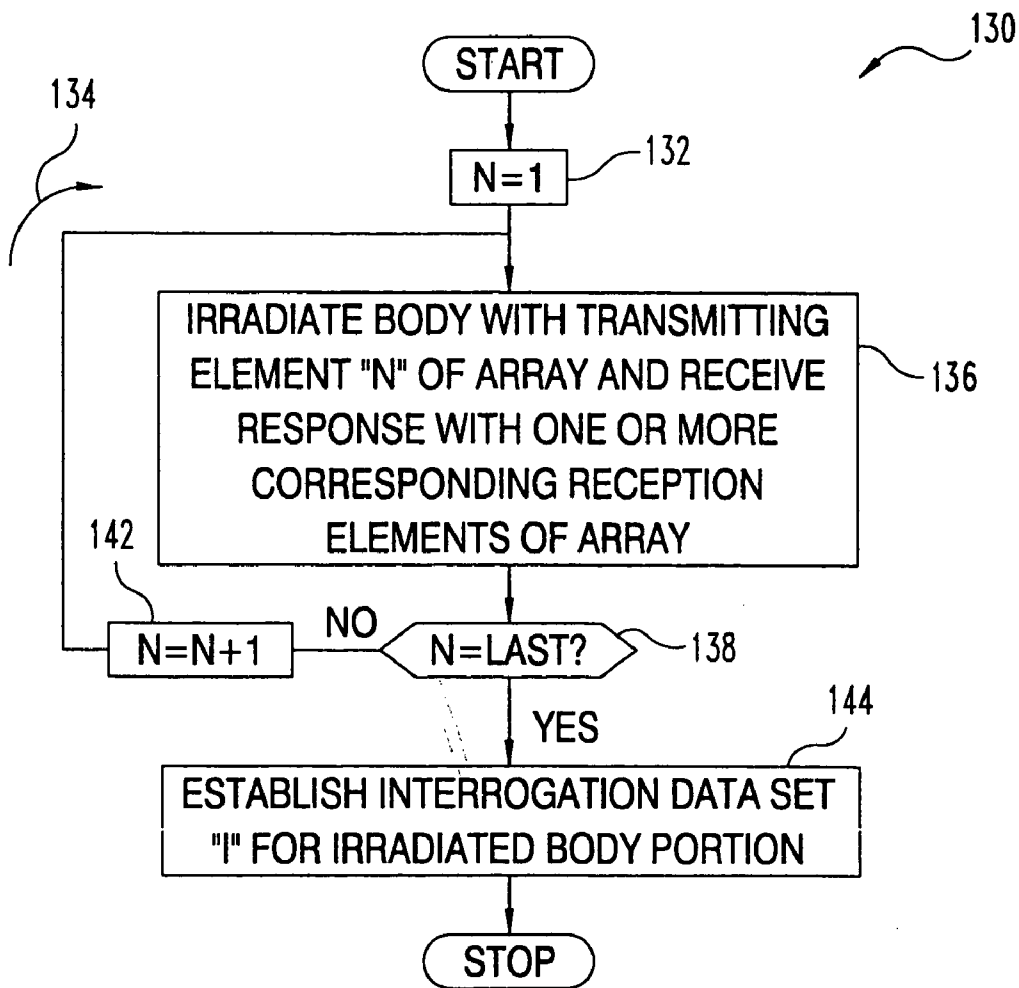 130
START
134
N=1
132
IRRADIATE BODY WITH TRANSMITTING
ELEMENT "N" OF ARRAY AND RECEIVE
RESPONSE WITH ONE OR MORE
CORRESPONDING RECEPTION
ELEMENTS OF ARRAY
136
142
N=N+1
NO
N=LAST?
138
YES
144
ESTABLISH INTERROGATION DATA SET
"I" FOR IRRADIATED BODY PORTION
STOP